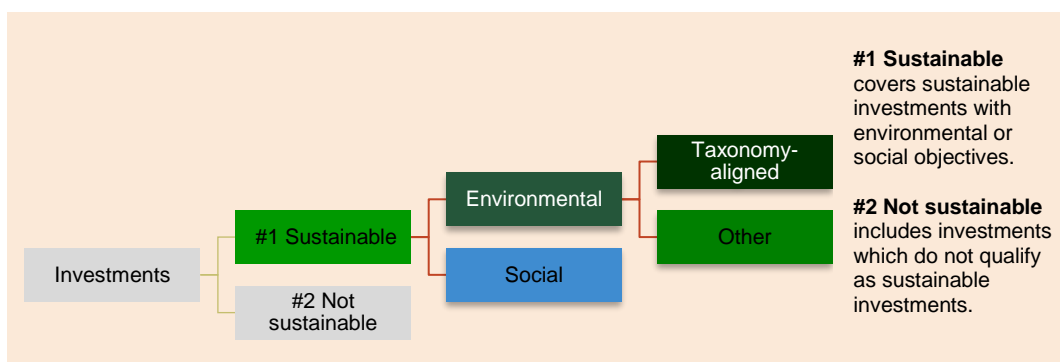 Investments
#1 Sustainable
#2 Not
sustainable
Environmental
Social
Taxonomy-
aligned
Other
#1 Sustainable
covers sustainable
investments with
environmental or
social objectives.
#2 Not sustainable
includes investments
which do not qualify
as sustainable
investments.